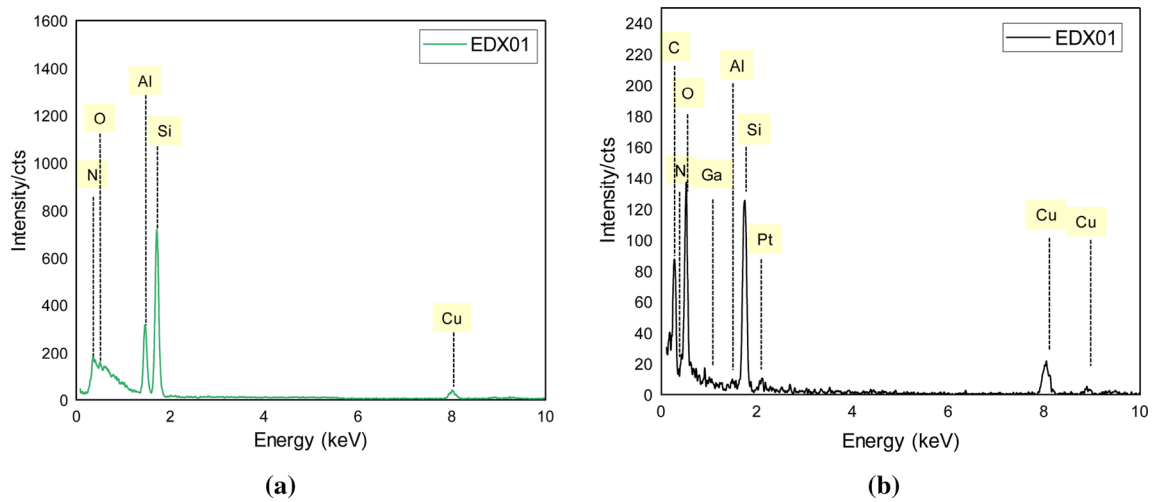 1600
1400
1200
1000
800
600
400
200
0
0
2
4
6
8
10
Intensity/cts
Energy (keV)
EDX01
N
O
Al
Si
Cu
(a)
240
220
200
180
160
140
120
100
80
60
40
20
0
0
2
4
6
8
10
Intensity/cts
Energy (keV)
EDX01
C
N
O
Ga
Al
Si
Pt
Cu
Cu
(b)